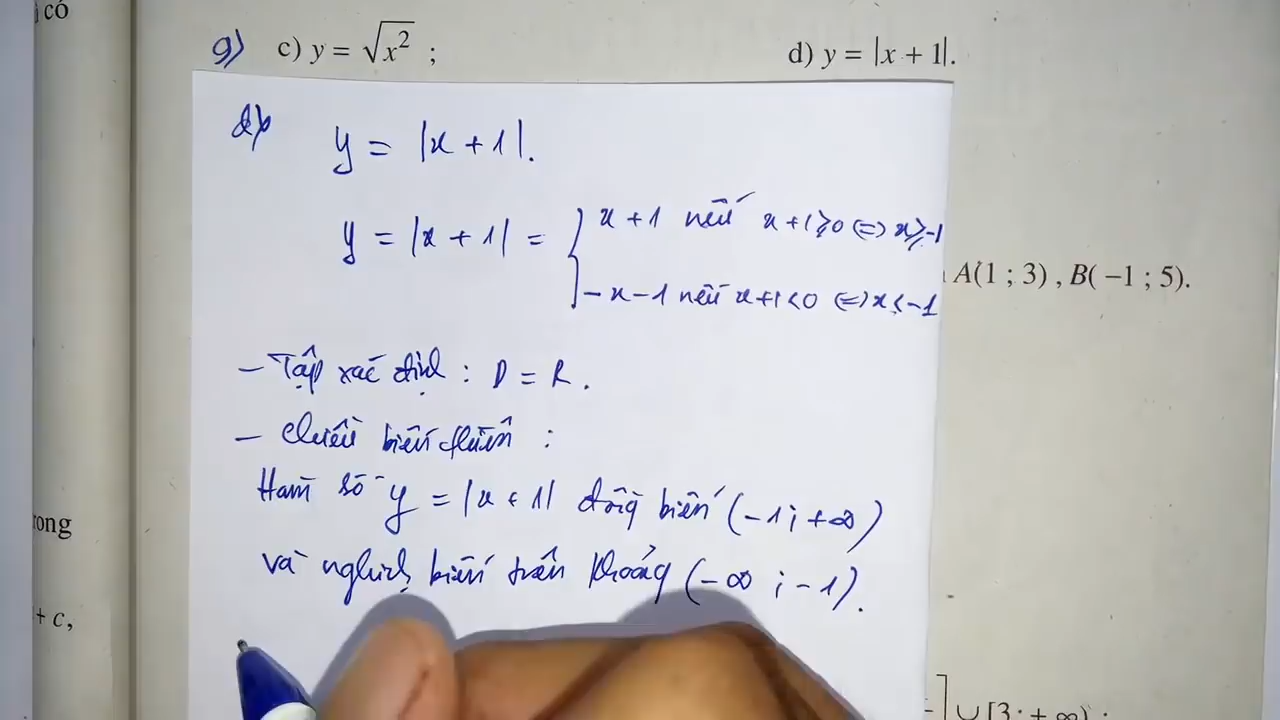 có
9) c) y = √x² ; d) y = |x + 1|.
d)
y = |x + 1|.
y = |x + 1| = { x + 1 nếu x + 1 ⩾ 0 (=) x ⩾ -1
-x - 1 nếu x + 1 < 0 (=) x < -1
A(1 ; 3) , B( −1 ; 5).
- Tập xác định : D = R .
- Chiều biến thiên :
Hàm số y = |x + 1| đồng biến (-1 ; +∞)
và nghịch biến trên khoảng (-∞ ; -1).
rong
+ c,
∪ [3 ; + ∞) ;